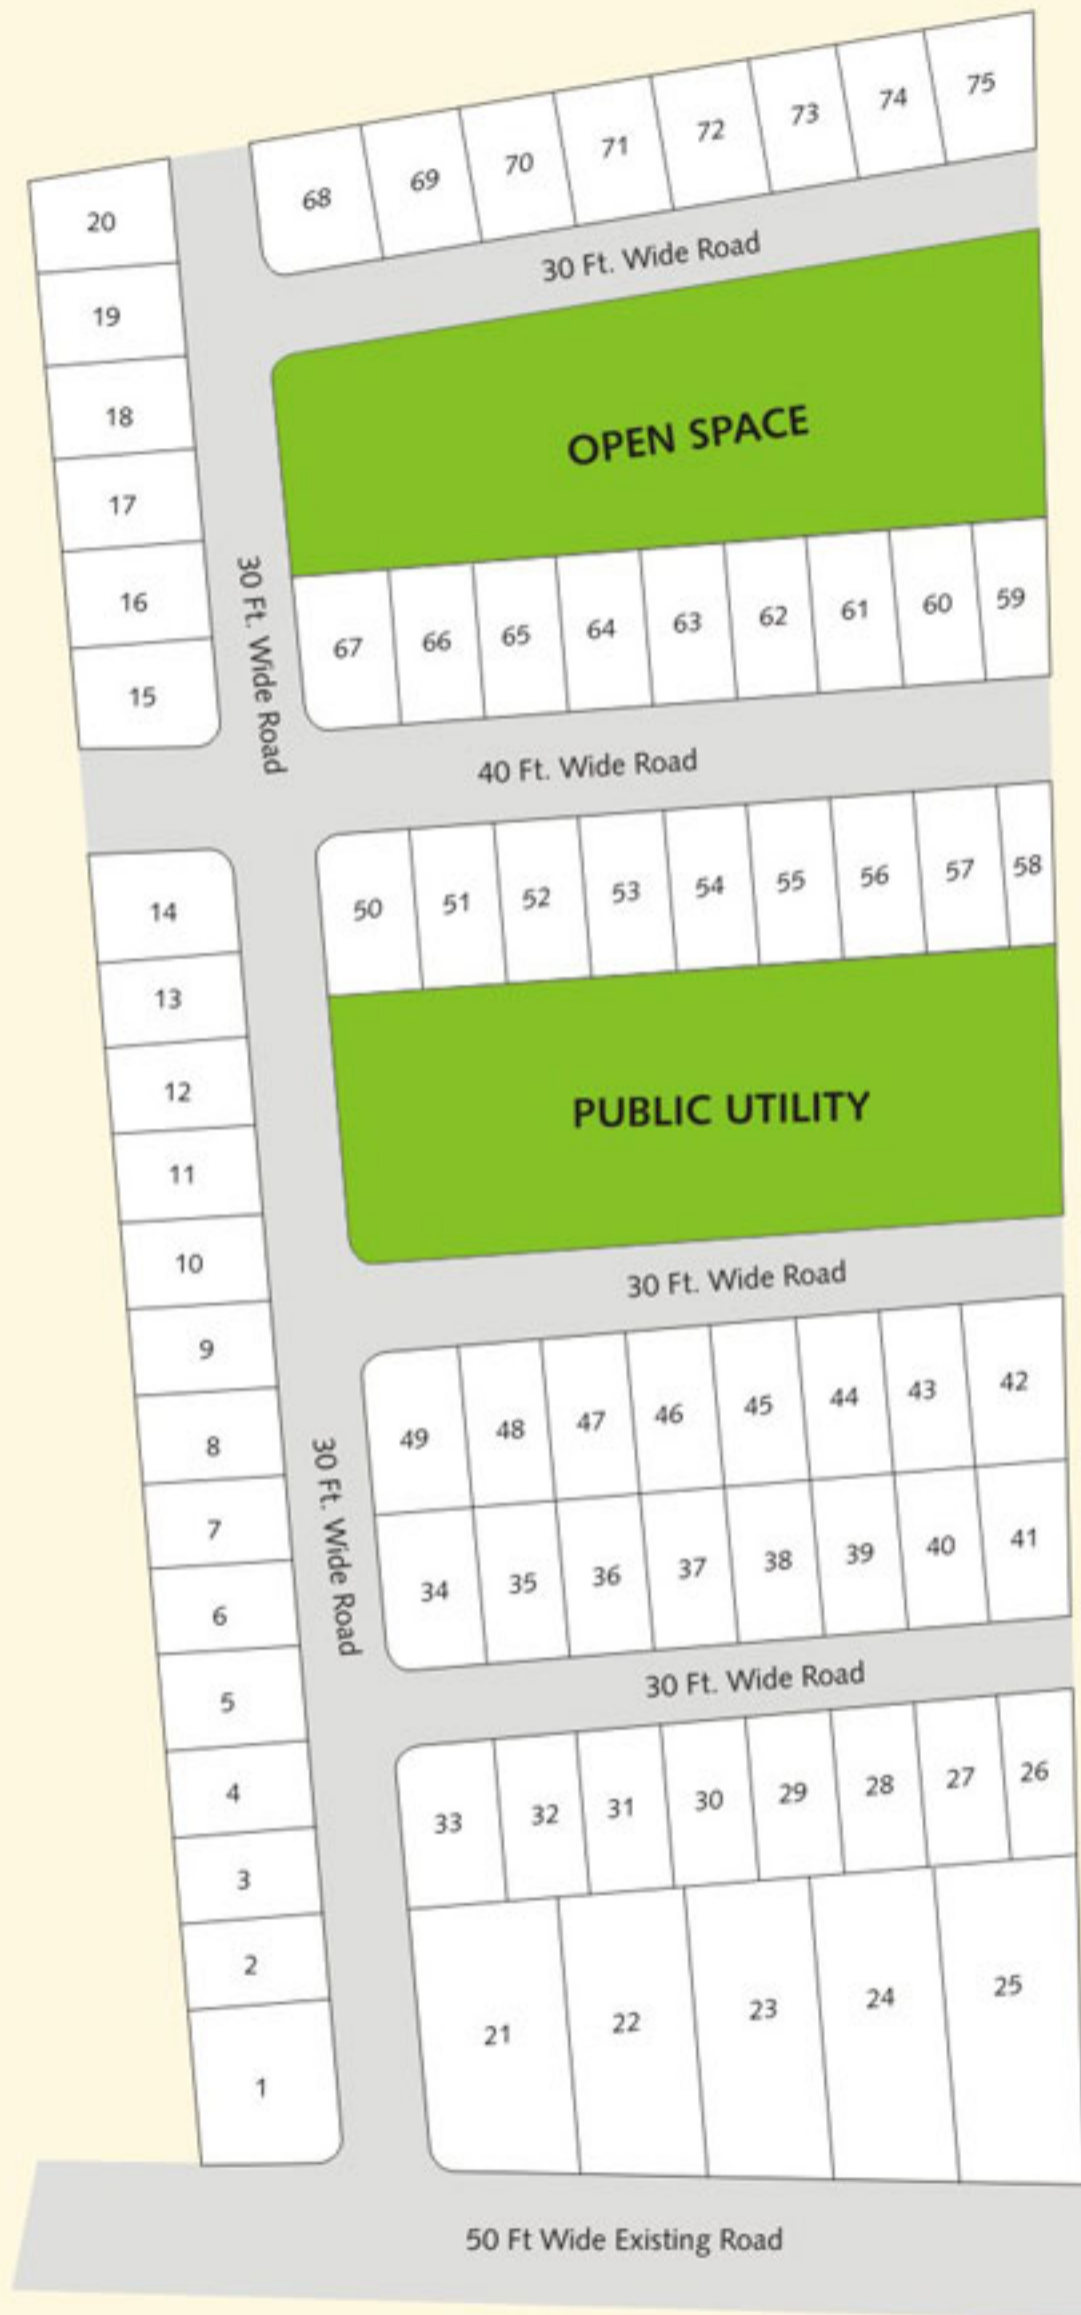 75
74
73
72
71
70
69
68
20
30 Ft. Wide Road
19
18
OPEN SPACE
17
16
30 Ft. Wide Road
67 66 65 64 63 62 61 60 59
15
40 Ft. Wide Road
14
50 51 52 53 54 55 56 57 58
13
12
PUBLIC UTILITY
11
10
30 Ft. Wide Road
9
49 48 47 46 45 44 43 42
8
30 Ft. Wide Road
7
34 35 36 37 38 39 40 41
6
5
30 Ft. Wide Road
4
33 32 31 30 29 28 27 26
3
2
21 22 23 24 25
1
50 Ft Wide Existing Road